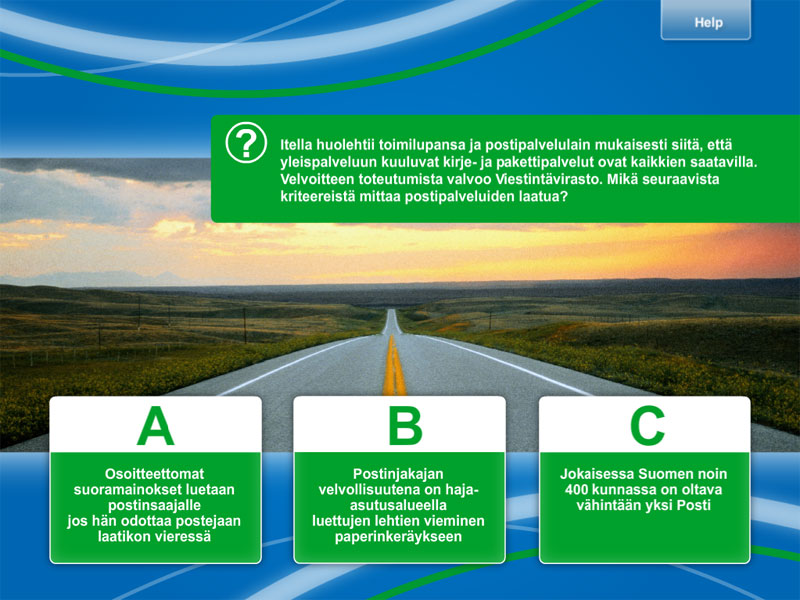 Help
?
Itella huolehtii toimilupansa ja postipalvelulain mukaisesti siitä, että
yleispalveluun kuuluvat kirje- ja pakettipalvelut ovat kaikkien saatavilla.
Velvoitteen toteutumista valvoo Viestintävirasto. Mikä seuraavista
kriteereistä mittaa postipalveluiden laatua?
A
Osoitteettomat
suoramainokset luetaan
postinsaajalle
jos hän odottaa postejaan
laatikon vieressä
B
Postinjakajan
velvollisuutena on haja-
asutusalueella
luettujen lehtien vieminen
paperinkeräykseen
C
Jokaisessa Suomen noin
400 kunnassa on oltava
vähintään yksi Posti